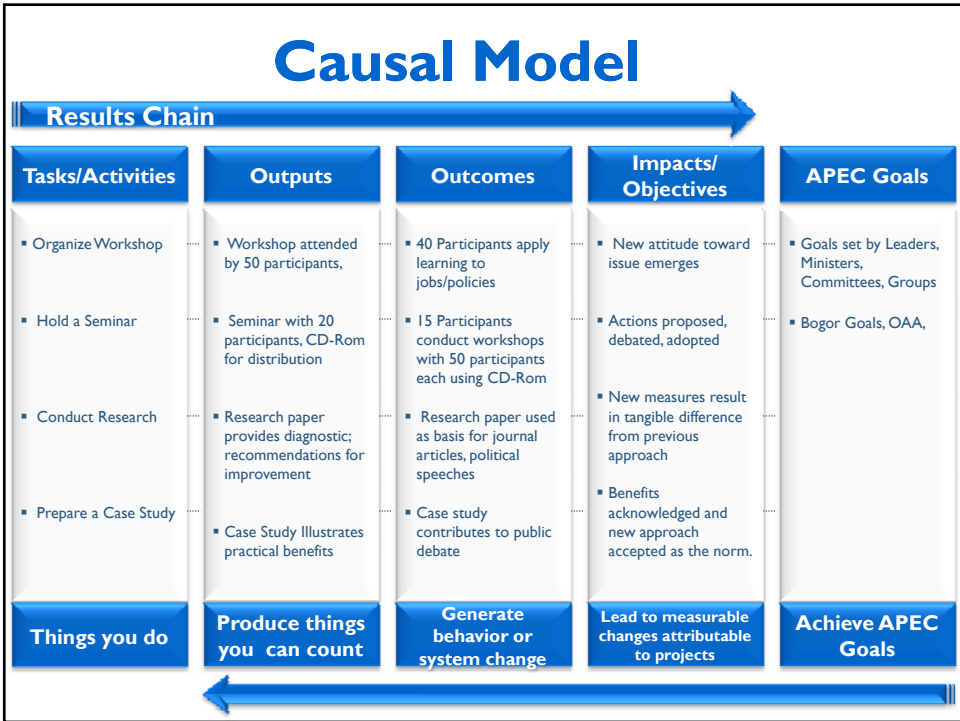 Causal Model
Results Chain
Tasks/Activities
Outputs
Outcomes
Impacts/
Objectives
APEC Goals
▪ Organize Workshop
▪ Hold a Seminar
▪ Conduct Research
▪ Prepare a Case Study
▪ Workshop attended
by 50 participants,
▪ Seminar with 20
participants, CD-Rom
for distribution
▪ Research paper
provides diagnostic;
recommendations for
improvement
▪ Case Study Illustrates
practical benefits
▪ 40 Participants apply
learning to
jobs/policies
▪ 15 Participants
conduct workshops
with 50 participants
each using CD-Rom
▪ Research paper used
as basis for journal
articles, political
speeches
▪ Case study
contributes to public
debate
▪ New attitude toward
issue emerges
▪ Actions proposed,
debated, adopted
▪ New measures result
in tangible difference
from previous
approach
▪ Benefits
acknowledged and
new approach
accepted as the norm.
▪ Goals set by Leaders,
Ministers,
Committees, Groups
▪ Bogor Goals, OAA,
Things you do
Produce things
you can count
Generate
behavior or
system change
Lead to measurable
changes attributable
to projects
Achieve APEC
Goals